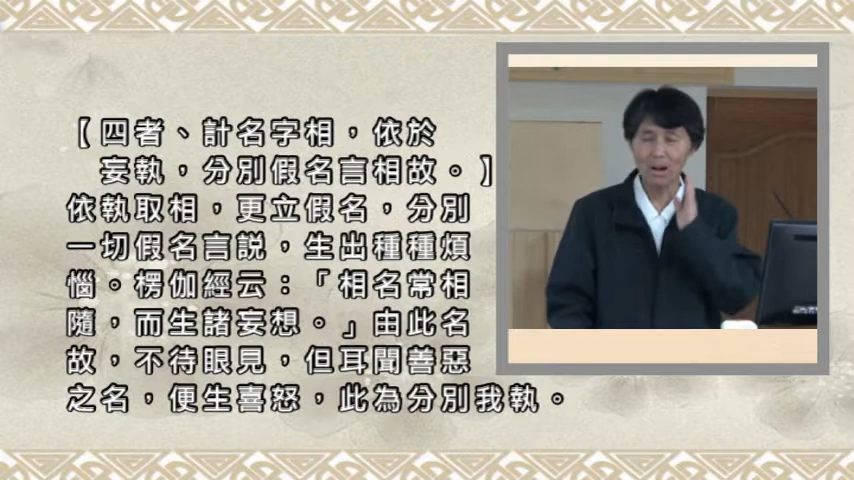 【四者、計名字相，依於
妄執，分別假名言相故。】
依執取相，更立假名，分別
一切假名言說，生出種種煩
惱。楞伽經云：「相名常相
隨，而生諸妄想。」由此名
故，不待眼見，但耳聞善惡
之名，便生喜怒，此為分別我執。